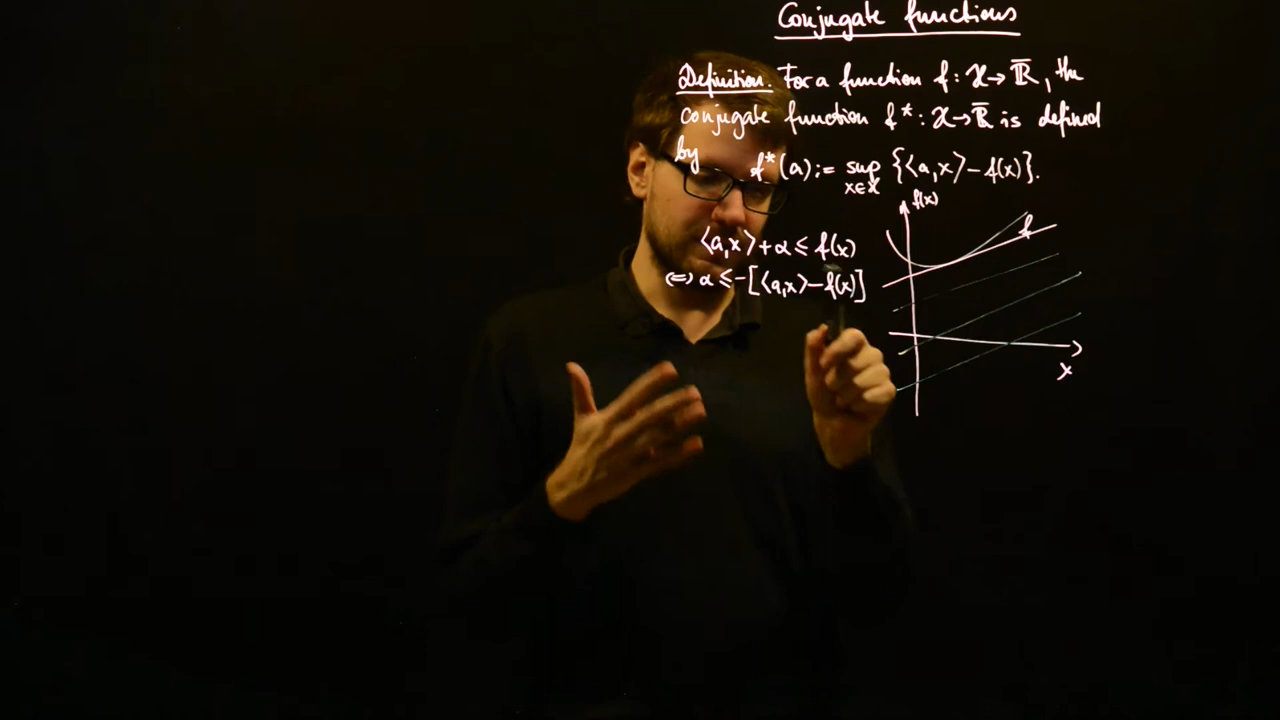 Conjugate functions
Definition. For a function f: X→R̅, the
conjugate function f*: X→R̅ is defined
by f*(a):= sup {<a,x>-f(x)}.
x∈X
f(x)
f
<a,x>+α≤f(x)
⇔ α≤-[<a,x>-f(x)]
x